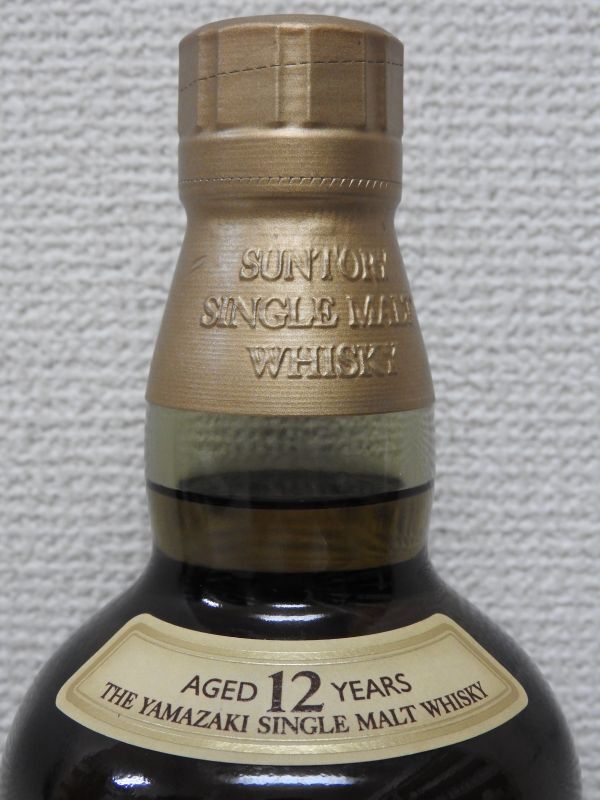 SUNTORY
SINGLE MALT
WHISKY
AGED 12 YEARS
THE YAMAZAKI SINGLE MALT WHISKY